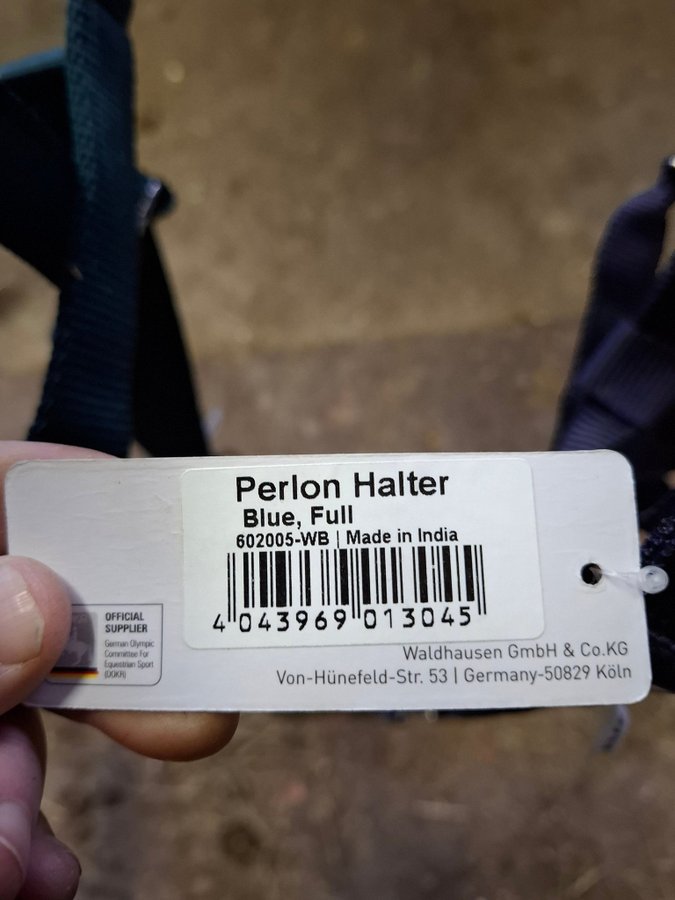 Perlon Halter
Blue, Full
602005-WB | Made in India
4 043969 013045
OFFICIAL
SUPPLIER
German Olympic
Committee For
Equestrian Sport
(DOKR)
Waldhausen GmbH & Co.KG
Von-Hünefeld-Str. 53 | Germany-50829 Köln